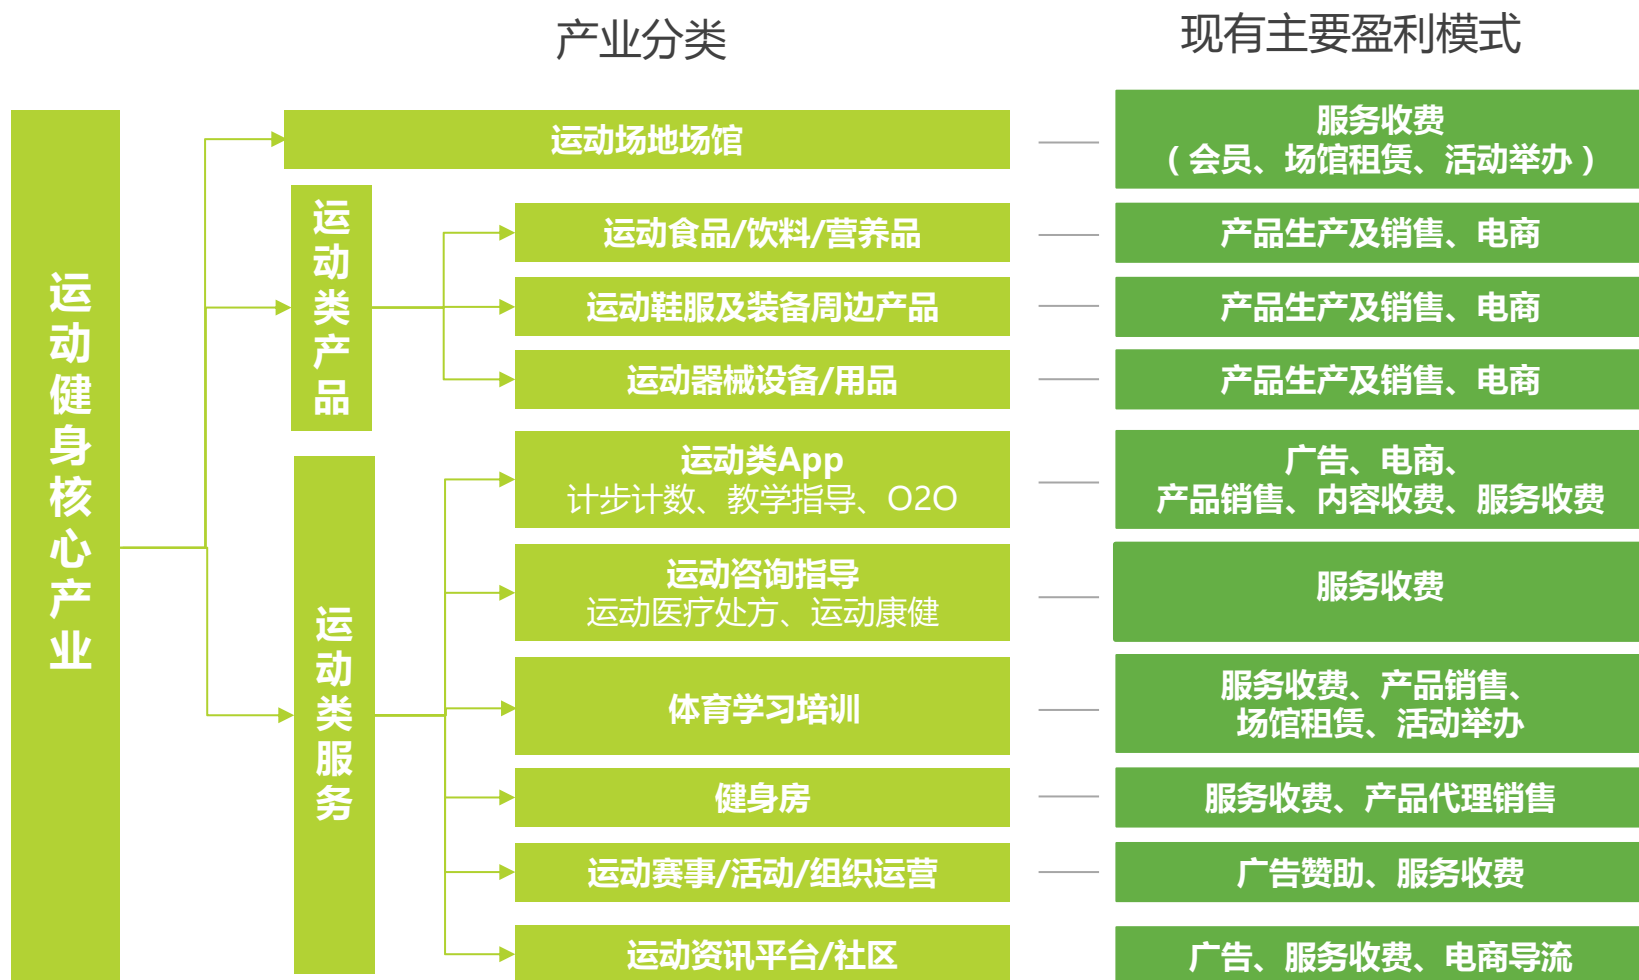 产业分类
现有主要盈利模式
运动健身核心产业
运动场地场馆
服务收费
（会员、场馆租赁、活动举办）
运动类产品
运动食品/饮料/营养品
产品生产及销售、电商
运动鞋服及装备周边产品
产品生产及销售、电商
运动器械设备/用品
产品生产及销售、电商
运动类服务
运动类App
计步计数、教学指导、O2O
广告、电商、
产品销售、内容收费、服务收费
运动咨询指导
运动医疗处方、运动康健
服务收费
体育学习培训
服务收费、产品销售、
场馆租赁、活动举办
健身房
服务收费、产品代理销售
运动赛事/活动/组织运营
广告赞助、服务收费
运动资讯平台/社区
广告、服务收费、电商导流